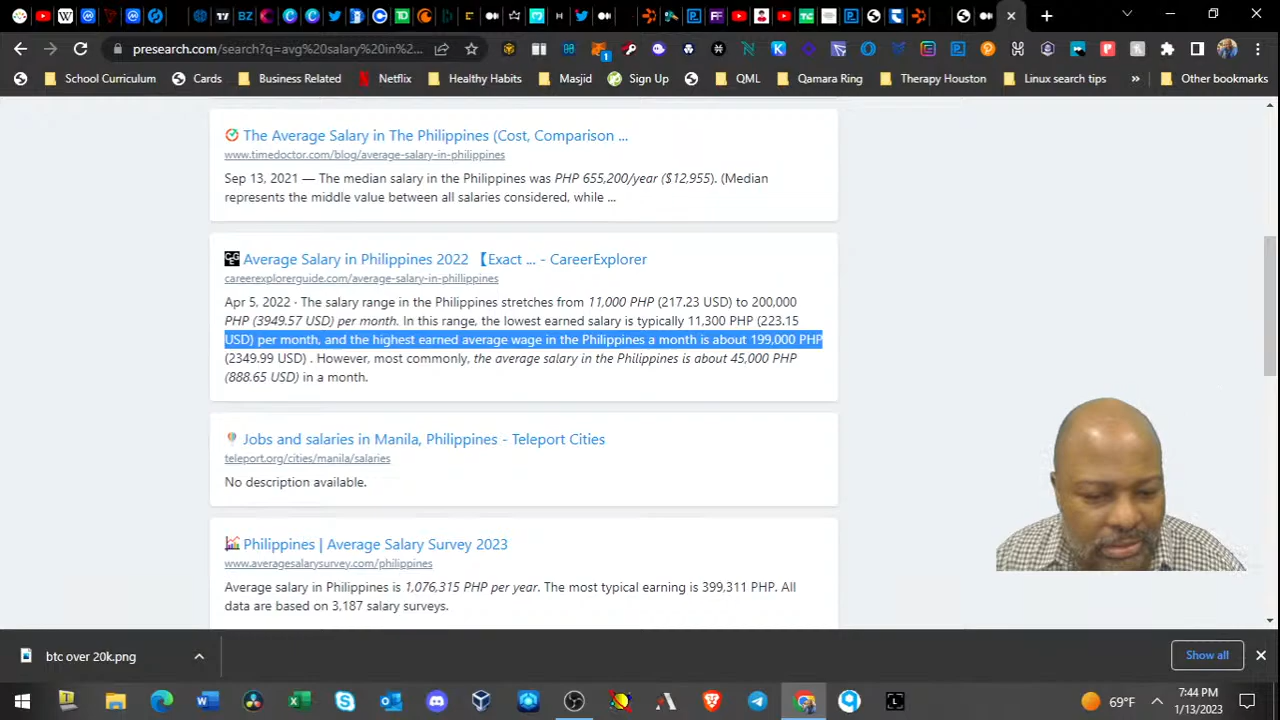 presearch.com/search?q=avg%20salary%20in%2...
School Curriculum
Cards
Business Related
Netflix
Healthy Habits
Masjid
Sign Up
QML
Qamara Ring
Therapy Houston
Linux search tips
»
Other bookmarks
The Average Salary in The Philippines (Cost, Comparison ...
www.timedoctor.com/blog/average-salary-in-philippines
Sep 13, 2021 — The median salary in the Philippines was PHP 655,200/year ($12,955). (Median
represents the middle value between all salaries considered, while ...
Average Salary in Philippines 2022 【Exact ... - CareerExplorer
careerexplorerguide.com/average-salary-in-phillippines
Apr 5, 2022 · The salary range in the Philippines stretches from 11,000 PHP (217.23 USD) to 200,000
PHP (3949.57 USD) per month. In this range, the lowest earned salary is typically 11,300 PHP (223.15
USD) per month, and the highest earned average wage in the Philippines a month is about 199,000 PHP
(2349.99 USD) . However, most commonly, the average salary in the Philippines is about 45,000 PHP
(888.65 USD) in a month.
Jobs and salaries in Manila, Philippines - Teleport Cities
teleport.org/cities/manila/salaries
No description available.
Philippines | Average Salary Survey 2023
www.averagesalarysurvey.com/philippines
Average salary in Philippines is 1,076,315 PHP per year. The most typical earning is 399,311 PHP. All
data are based on 3.187 salary surveys.
btc over 20k.png
Show all
69°F
7:44 PM
1/13/2023